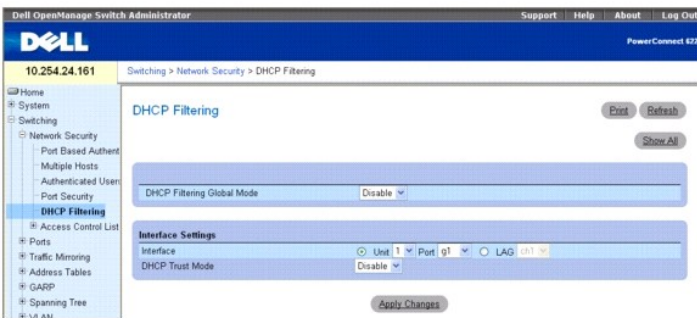 Dell OpenManage Switch Administrator
Support Help About Log Out
DELL
PowerConnect 622
10.254.24.161
Switching > Network Security > DHCP Filtering
Home
System
Switching
Network Security
Port Based Authent
Multiple Hosts
Authenticated Users
Port Security
DHCP Filtering
Access Control List
Ports
Traffic Mirroring
Address Tables
GARP
Spanning Tree
VLAN
DHCP Filtering
Print Refresh
Show All
DHCP Filtering Global Mode Disable
Interface Settings
Interface Unit 1 Port g1 LAG ch1
DHCP Trust Mode Disable
Apply Changes